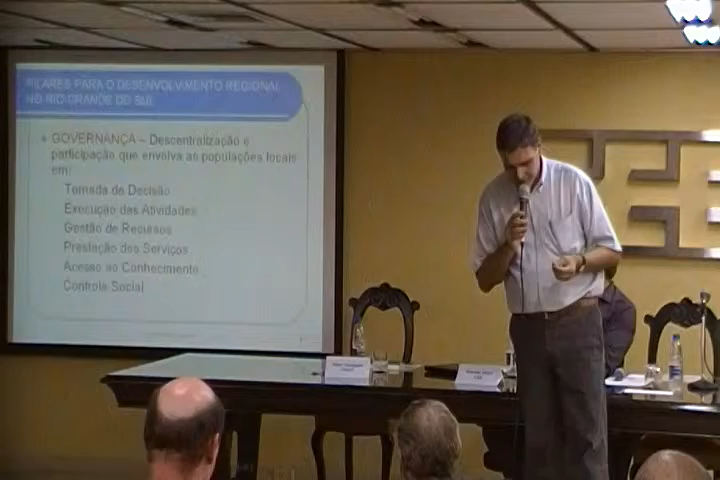 PILARES PARA O DESENVOLVIMENTO REGIONAL
NO RIO GRANDE DO SUL
GOVERNANÇA – Descentralização e
participação que envolva as populações locais
em:
Tomada de Decisão
Execução das Atividades
Gestão de Recursos
Prestação dos Serviços
Acesso ao Conhecimento
Controle Social